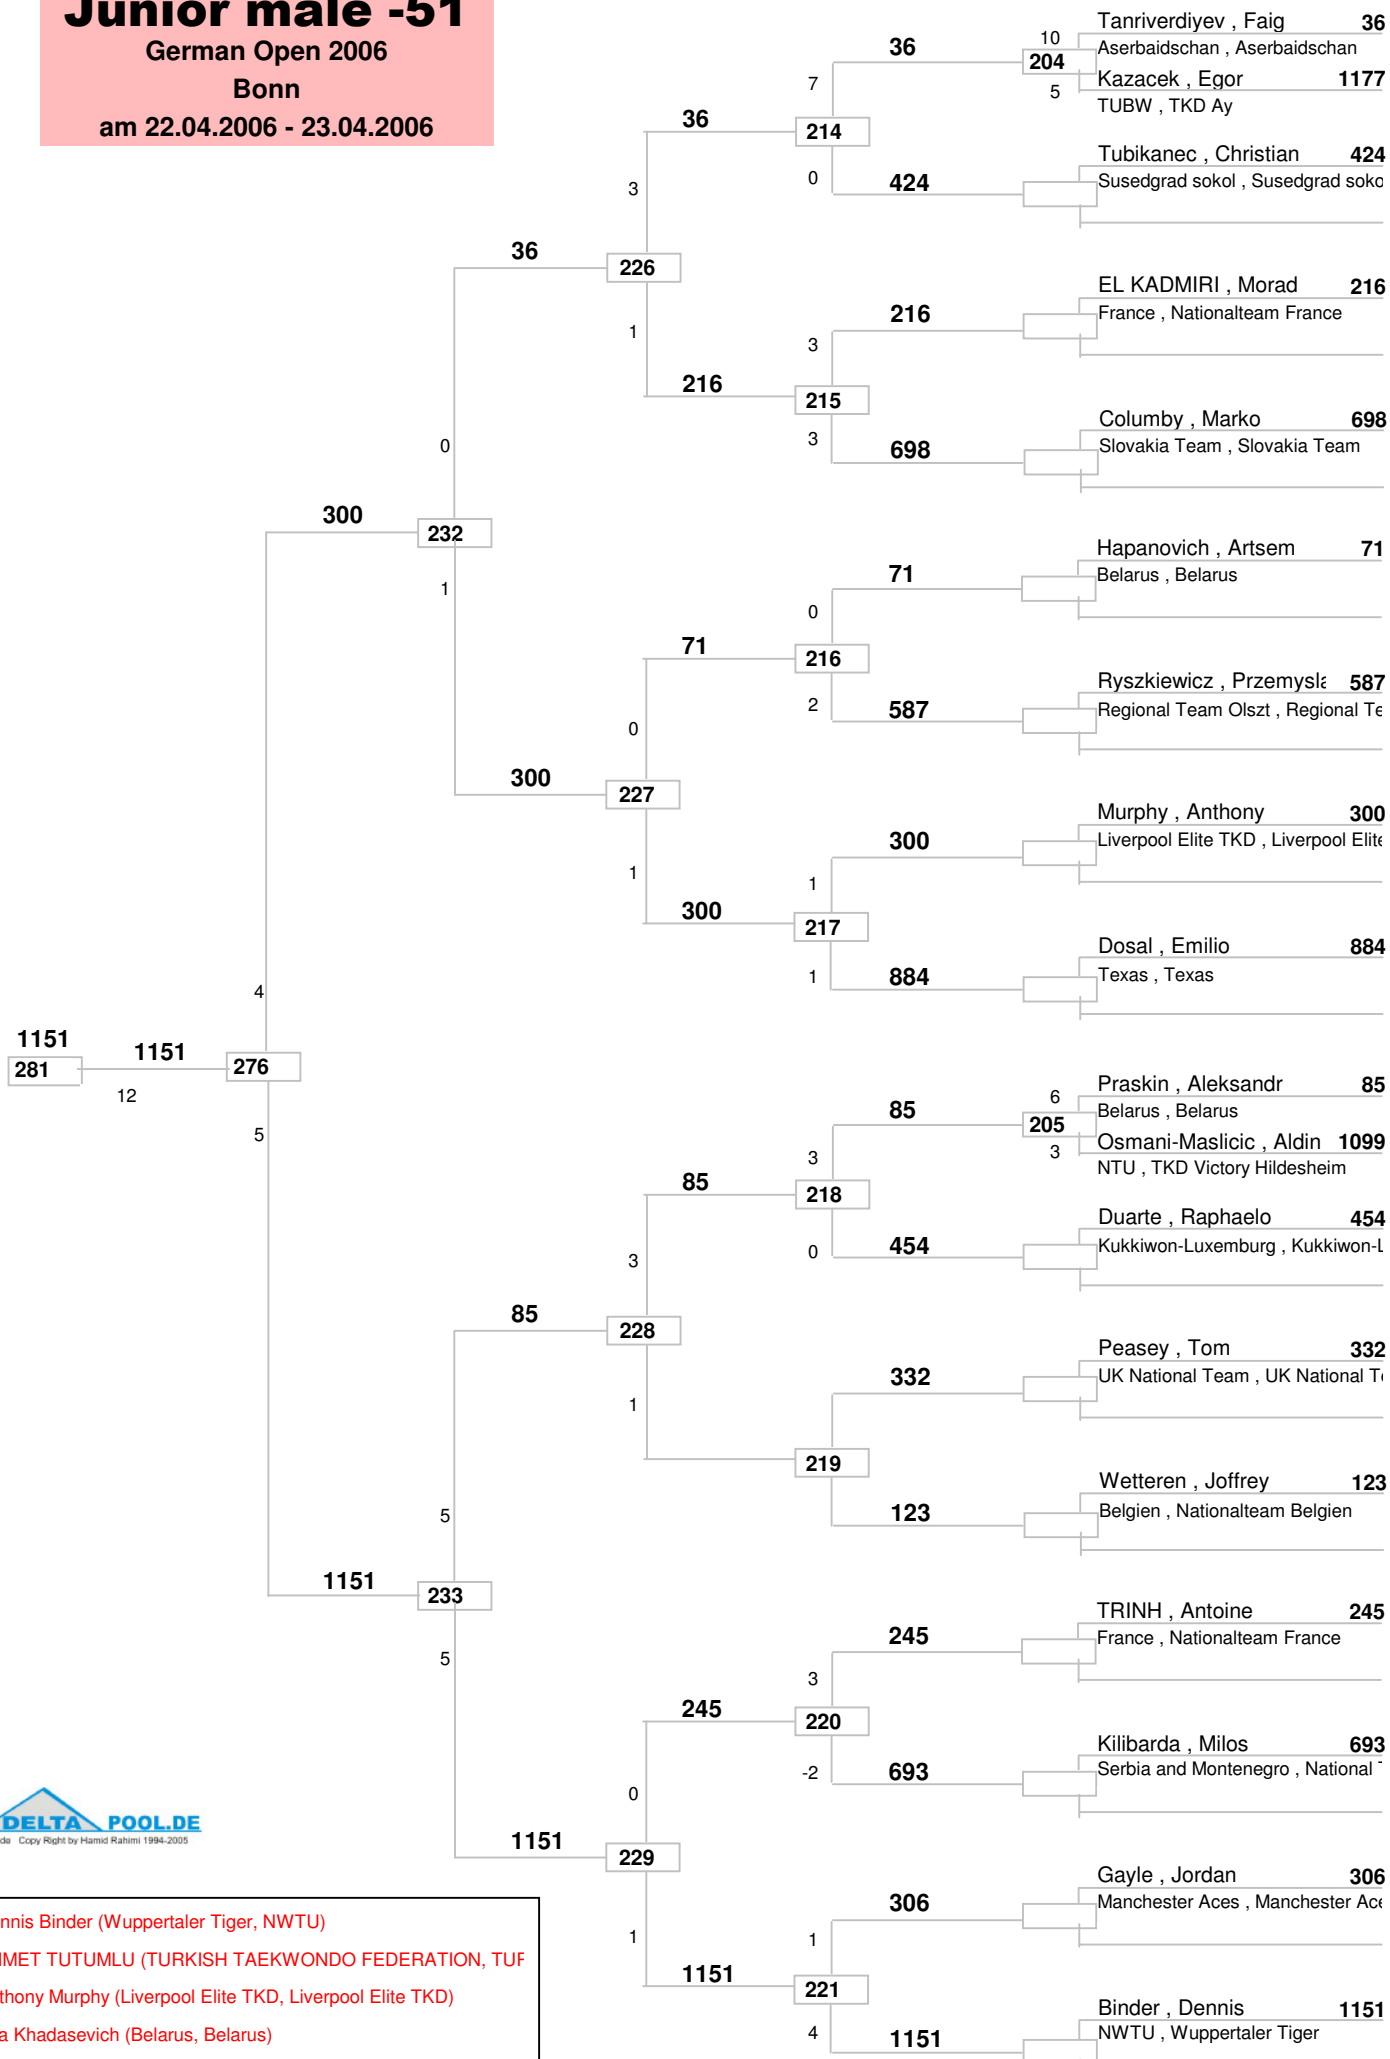 Junior male -51
German Open 2006
Bonn
am 22.04.2006 - 23.04.2006
Tanriverdiyev , Faig 36
10
Aserbaidschan , Aserbaidschan
36
204
Kazacek , Egor 1177
5
TUBW , TKD Ay
7
36
214
Tubikanec , Christian 424
0
424
Susedgrad sokol , Susedgrad soko
3
36
226
EL KADMIRI , Morad 216
216
France , Nationalteam France
1
3
216
215
Columby , Marko 698
3
698
Slovakia Team , Slovakia Team
0
300
232
1
Hapanovich , Artsem 71
71
Belarus , Belarus
0
71
216
Ryszkiewicz , Przemysla 587
2
587
Regional Team Olszt , Regional Te
0
300
227
Murphy , Anthony 300
300
Liverpool Elite TKD , Liverpool Elite
1
1
300
217
Dosal , Emilio 884
1
884
Texas , Texas
4
1151
281
1151
12
276
5
Praskin , Aleksandr 85
6
Belarus , Belarus
85
205
Osmani-Maslicic , Aldin 1099
3
NTU , TKD Victory Hildesheim
3
85
218
Duarte , Raphaelo 454
0
454
Kukkiwon-Luxemburg , Kukkiwon-L
3
85
228
Peasey , Tom 332
332
UK National Team , UK National Te
1
219
Wetteren , Joffrey 123
123
Belgien , Nationalteam Belgien
5
1151
233
5
TRINH , Antoine 245
245
France , Nationalteam France
3
245
220
Kilibarda , Milos 693
-2
693
Serbia and Montenegro , National T
0
1151
229
Gayle , Jordan 306
306
Manchester Aces , Manchester Ace
1
1
1151
221
Binder , Dennis 1151
4
1151
NWTU , Wuppertaler Tiger
DELTA POOL.DE
de Copy Right by Hamid Rahimi 1994-2005
nnis Binder (Wuppertaler Tiger, NWTU)
MET TUTUMLU (TURKISH TAEKWONDO FEDERATION, TUF
thony Murphy (Liverpool Elite TKD, Liverpool Elite TKD)
a Khadasevich (Belarus, Belarus)